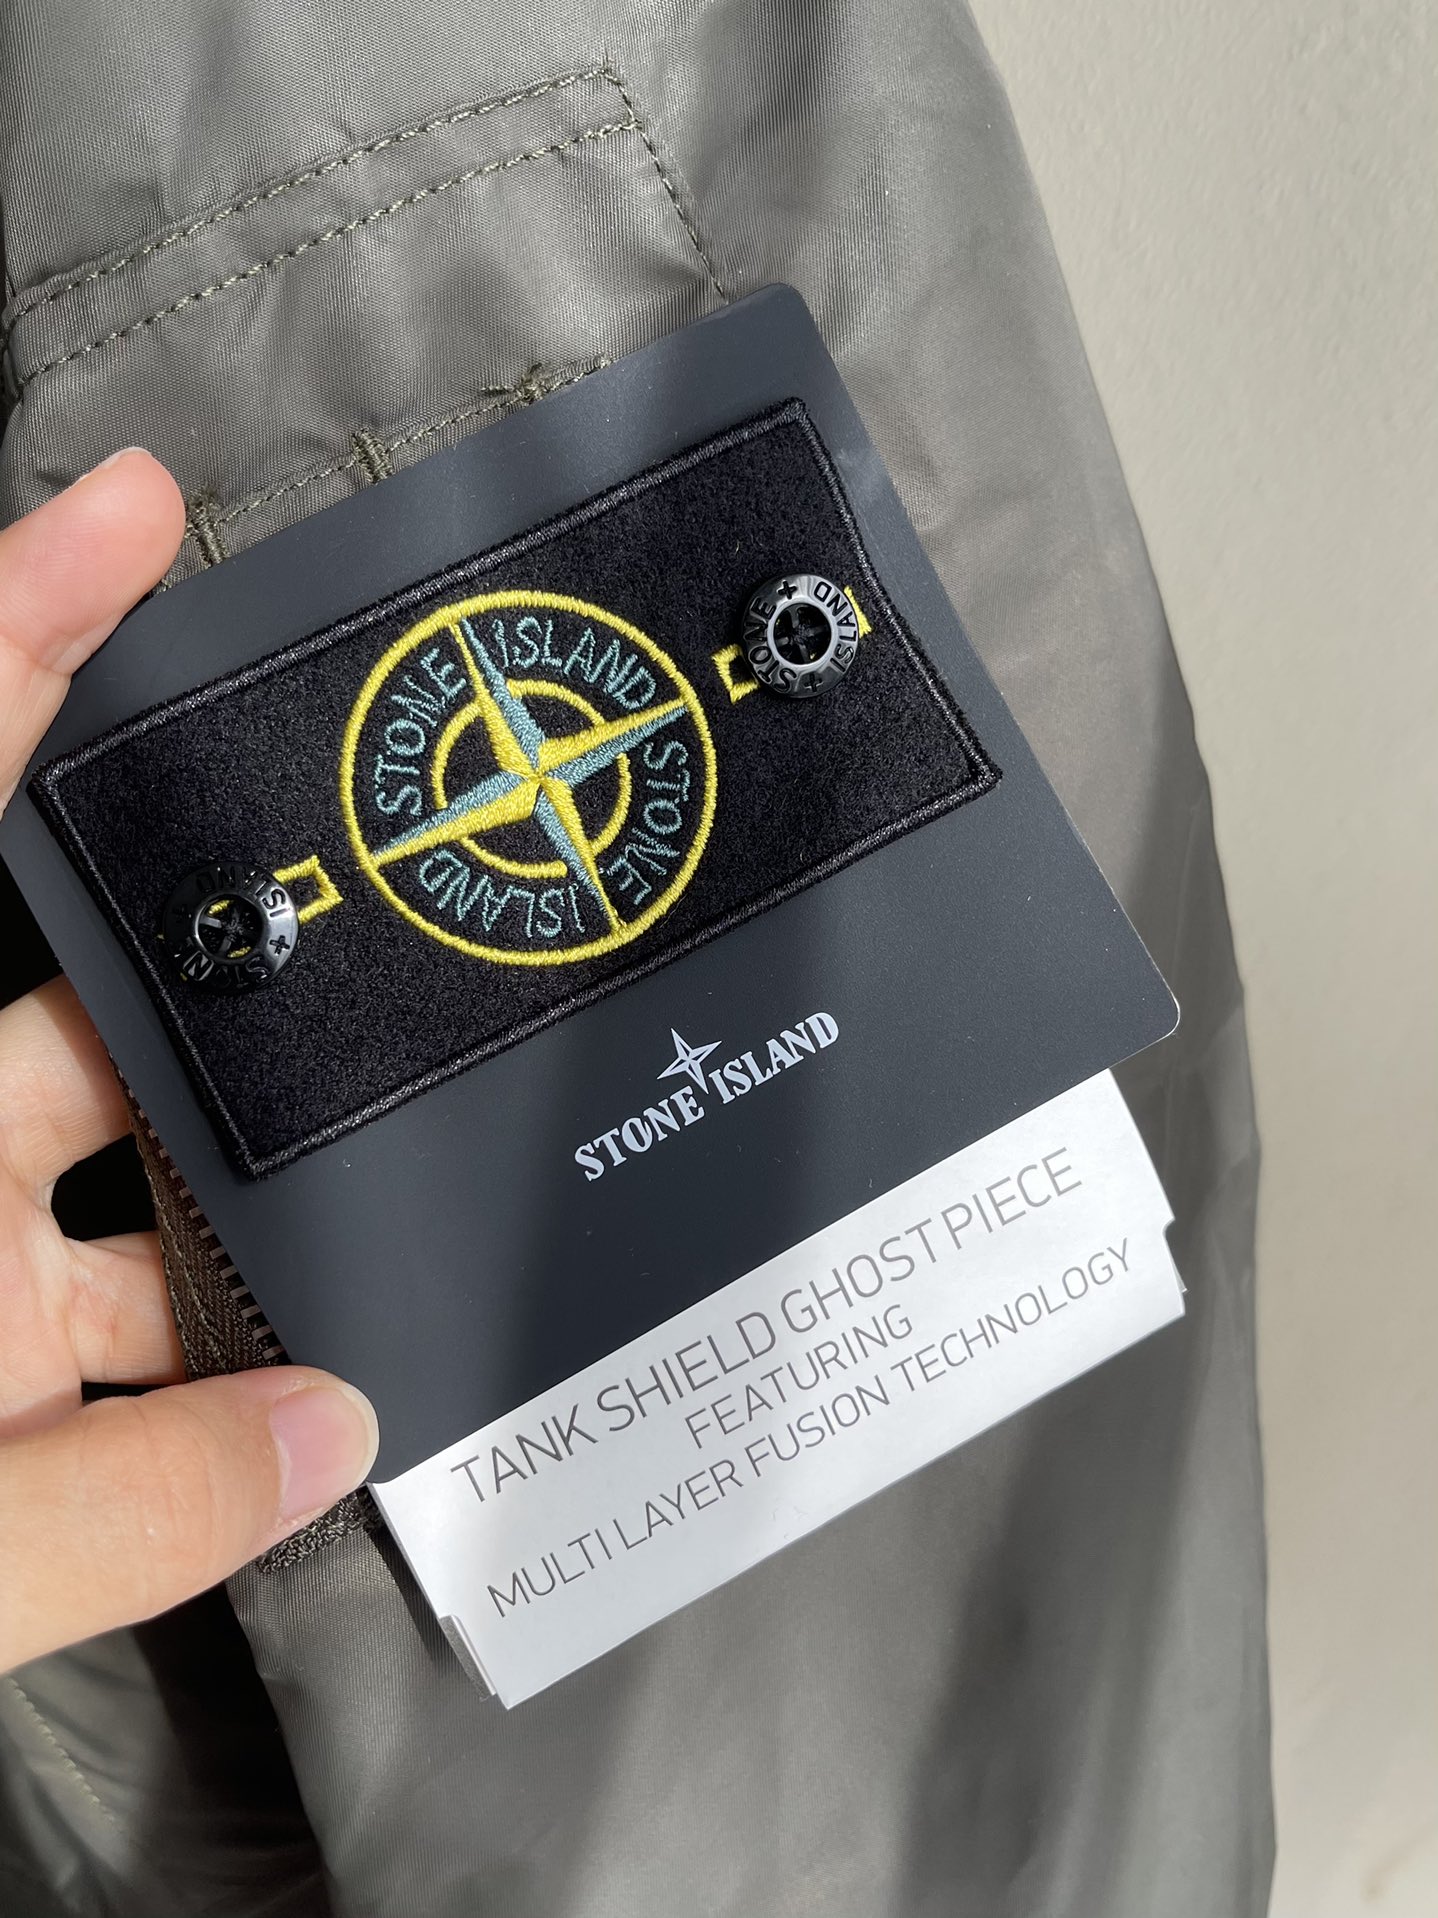 STONE ISLAND
STONE ISLAND
STONE ISLAND
STONE ISLAND
STONE ISLAND
TANK SHIELD GHOST PIECE
FEATURING
MULTI LAYER FUSION TECHNOLOGY